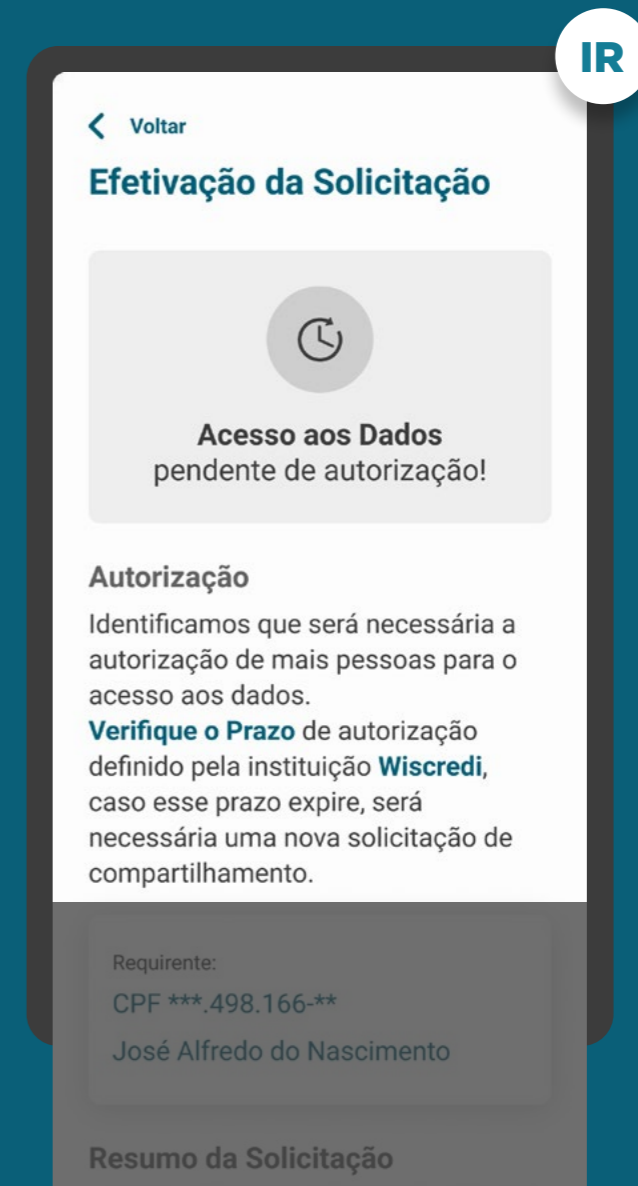 IR
Voltar
Efetivação da Solicitação
Acesso aos Dados
pendente de autorização!
Autorização
Identificamos que será necessária a
autorização de mais pessoas para o
acesso aos dados.
Verifique o Prazo de autorização
definido pela instituição Wiscredi,
caso esse prazo expire, será
necessária uma nova solicitação de
compartilhamento.
Requirente:
CPF ***.498.166-**
José Alfredo do Nascimento
Resumo da Solicitação